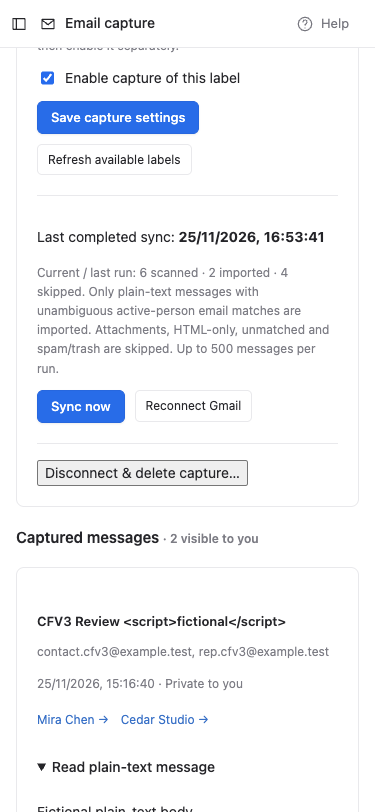 Email capture
Help
then enable it separately.
Enable capture of this label
Save capture settings
Refresh available labels
Last completed sync: 25/11/2026, 16:53:41
Current / last run: 6 scanned · 2 imported · 4
skipped. Only plain-text messages with
unambiguous active-person email matches are
imported. Attachments, HTML-only, unmatched and
spam/trash are skipped. Up to 500 messages per
run.
Sync now
Reconnect Gmail
Disconnect & delete capture...
Captured messages · 2 visible to you
CFV3 Review <script>fictional</script>
contact.cfv3@example.test, rep.cfv3@example.test
25/11/2026, 15:16:40 · Private to you
Mira Chen → Cedar Studio →
▼ Read plain-text message
Fictional plain-text body